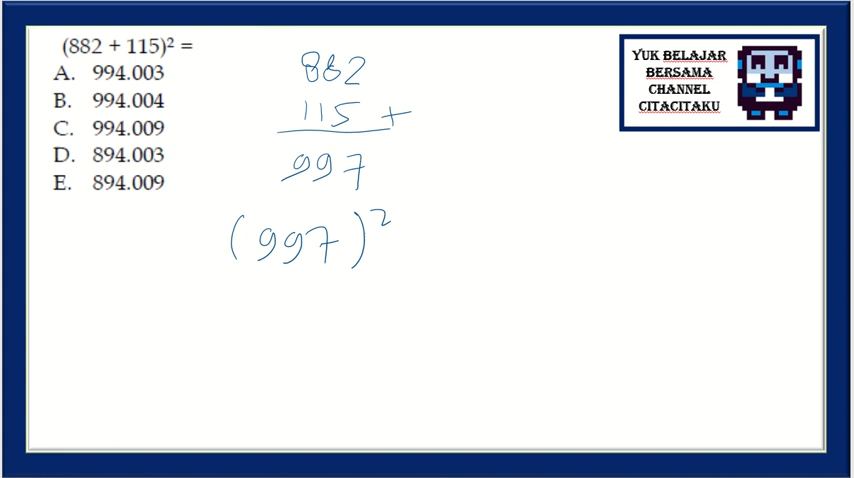 (882 + 115)² =
A. 994.003
B. 994.004
C. 994.009
D. 894.003
E. 894.009
882
115 +
997
(997)²
YUK BELAJAR
BERSAMA
CHANNEL
CITACITAKU